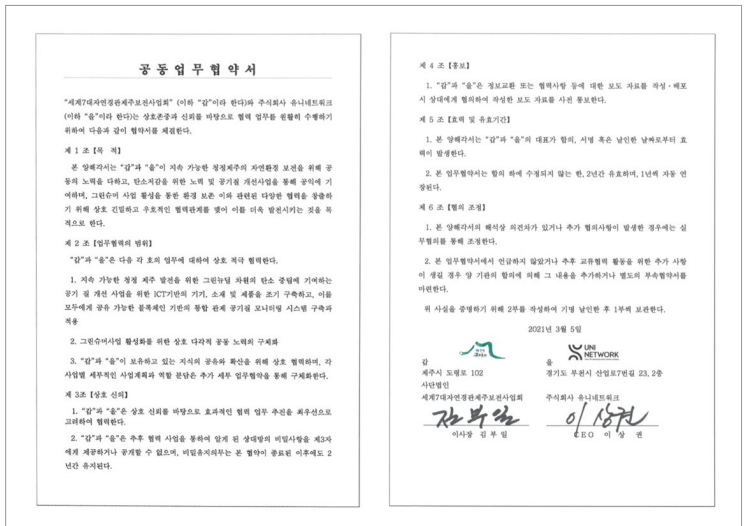 공동업무협약서
"세계7대자연경관제주보전사업회" (이하 "갑"이라 한다)와 주식회사 유니네트워크
(이하 "을"이라 한다)는 상호존중과 신뢰를 바탕으로 협력 업무를 원활히 수행하기
위하여 다음과 같이 협약서를 체결한다.
제 1 조【목 적】
본 양해각서는 "갑"과 "을"이 지속 가능한 청정제주의 자연환경 보전을 위해 공
동의 노력을 다하고, 탄소저감을 위한 노력 및 공기질 개선사업을 통해 공익에 기
여하며, 그린슈머 사업 활성을 통한 환경 보존 이와 관련된 다양한 협력을 창출하
기 위해 상호 긴밀하고 우호적인 협력관계를 맺어 이를 더욱 발전시키는 것을 목
적으로 한다.
제 2 조【업무협력의 범위】
"갑"과 "을"은 다음 각 호의 업무에 대하여 상호 적극 협력한다.
1. 지속 가능한 청정 제주 발전을 위한 그린뉴딜 차원의 탄소 중립에 기여하는
공기 질 개선 사업을 위한 ICT기반의 기기, 소재 및 제품을 조기 구축하고, 이를
모두에게 공유 가능한 블록체인 기반의 통합 관제 공기질 모니터링 시스템 구축과
적용
2. 그린슈머사업 활성화를 위한 상호 다각적 공동 노력의 구체화
3. "갑"과 "을"이 보유하고 있는 지식의 공유와 확산을 위해 상호 협력하며, 각
사업별 세부적인 사업계획과 역할 분담은 추가 세부 업무협약을 통해 구체화한다.
제 3조【상호 신의】
1. "갑"과 "을"은 상호 신뢰를 바탕으로 효과적인 협력 업무 추진을 최우선으로
고려하여 협력한다.
2. "갑"과 "을"은 추후 협력 사업을 통하여 알게 된 상대방의 비밀사항을 제3자
에게 제공하거나 공개할 수 없으며, 비밀유지의무는 본 협약이 종료된 이후에도 2
년간 유지된다.
제 4 조【홍보】
1. "갑"과 "을"은 정보교환 또는 협력사항 등에 대한 보도 자료를 작성·배포
시 상대에게 협의하여 작성한 보도 자료를 사전 통보한다.
제 5 조【효력 및 유효기간】
1. 본 양해각서는 "갑"과 "을"의 대표가 합의, 서명 혹은 날인한 날짜로부터 효
력이 발생한다.
2. 본 업무협약서는 합의 하에 수정되지 않는 한, 2년간 유효하며, 1년씩 자동 연
장된다.
제 6 조【협의 조정】
1. 본 양해각서의 해석상 의견차가 있거나 추가 협의사항이 발생한 경우에는 실
무협의를 통해 조정한다.
2. 본 업무협약서에서 언급하지 않았거나 추후 교류협력 활동을 위한 추가 사항
이 생길 경우 양 기관의 합의에 의해 그 내용을 추가하거나 별도의 부속협약서를
마련한다.
위 사실을 증명하기 위해 2부를 작성하여 기명 날인한 후 1부씩 보관한다.
2021년 3월 5일
갑
제주시 도령로 102
사단법인
세계7대자연경관제주보전사업회
김부일
이사장 김 부 일
UNI
NETWORK
을
경기도 부천시 산업로7번길 23, 2층
주식회사 유니네트워크
이상권
CEO 이 상 권